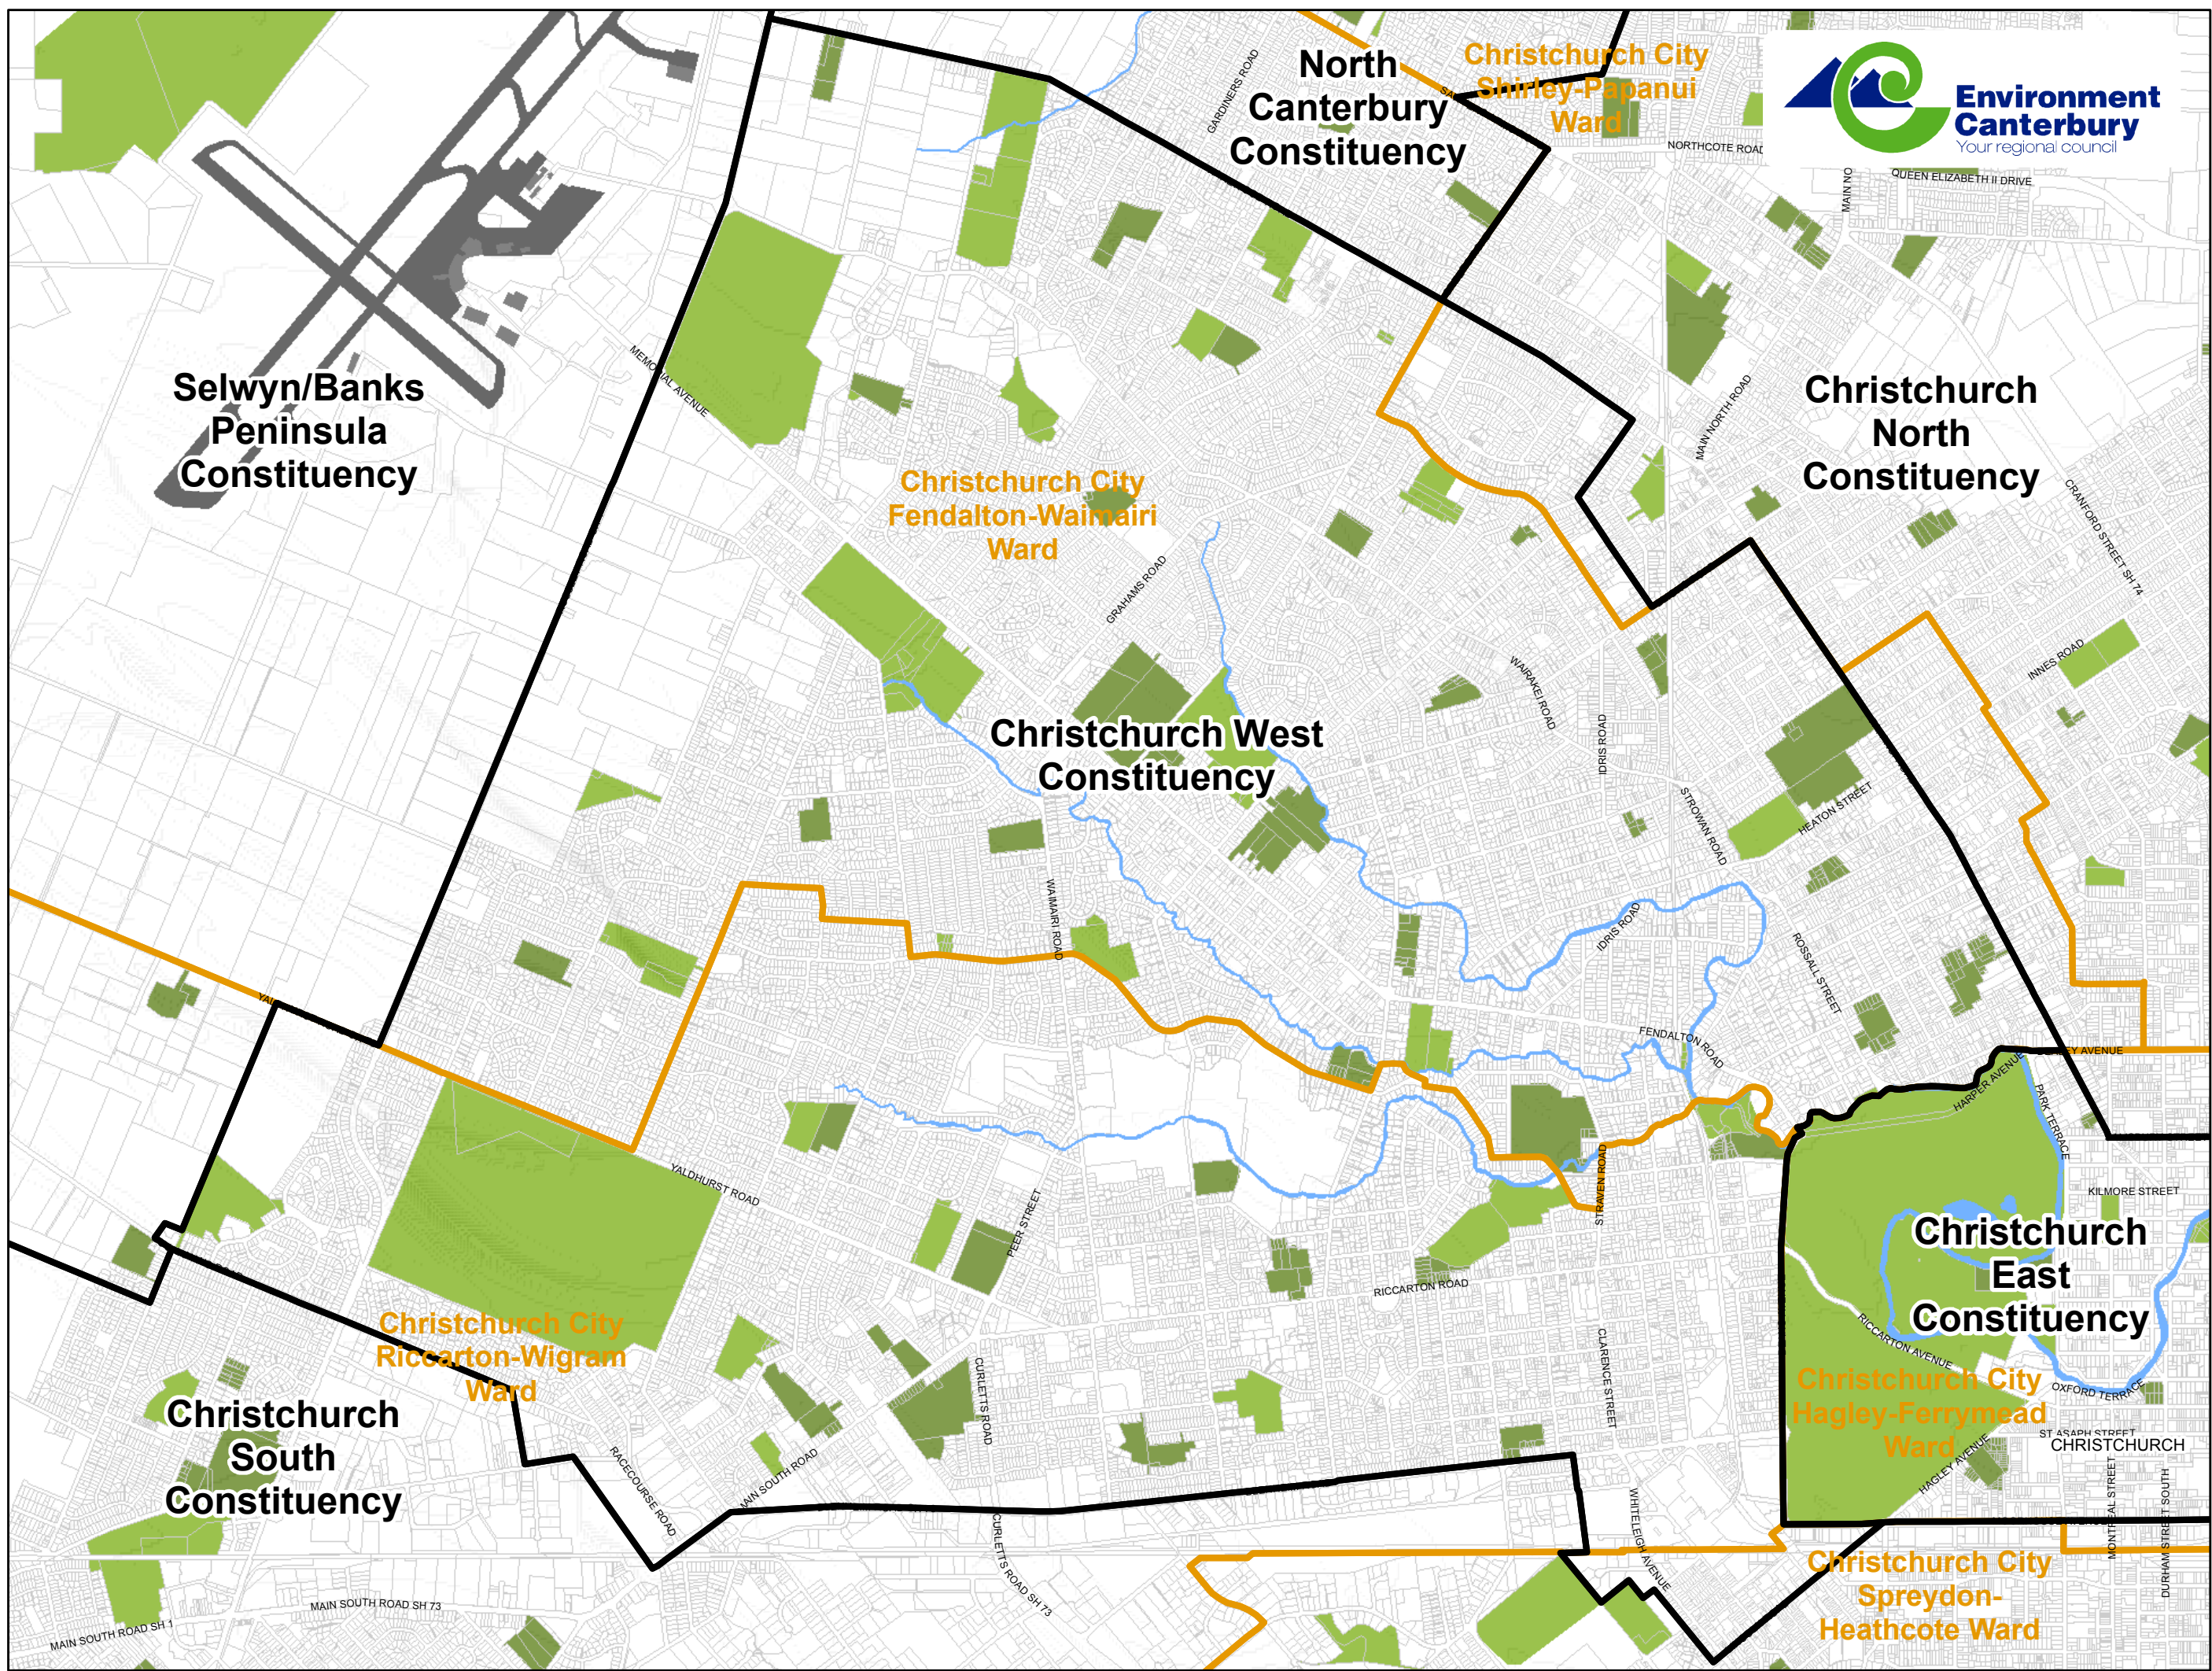 North
Canterbury
Constituency
Christchurch City
Shirley-Papanui
Ward
Environment
Canterbury
Your regional council
GARDINERS ROAD
NORTHCOTE ROAD
QUEEN ELIZABETH II DRIVE
MAIN NO
MEMORIAL AVENUE
Selwyn/Banks
Peninsula
Constituency
Christchurch
North
Constituency
MAIN NORTH ROAD
CRANFORD STREET SH 74
Christchurch City
Fendalton-Waimairi
Ward
GRAHAMS ROAD
WAIRAKEI ROAD
INNES ROAD
IDRIS ROAD
Christchurch West
Constituency
STROWAN ROAD
HEATON STREET
WAIMAIRI ROAD
IDRIS ROAD
ROSSALL STREET
FENDALTON ROAD
HARPER AVENUE
PARK TERRACE
YALDHURST ROAD
PEER STREET
STRAVEN ROAD
KILMORE STREET
RICCARTON ROAD
Christchurch
East
Constituency
RICCARTON AVENUE
Christchurch City
Riccarton-Wigram
Ward
CURLETTS ROAD
CLARENCE STREET
Christchurch City
Hagley-Ferrymead
Ward
OXFORD TERRACE
ST ASAPH STREET
CHRISTCHURCH
HAGLEY AVENUE
Christchurch
South
Constituency
RACECOURSE ROAD
MAIN SOUTH ROAD
CURLETTS ROAD SH 73
WHITELEIGH AVENUE
MONTREAL STREET
DURHAM STREET SOUTH
Christchurch City
Spreydon-
Heathcote Ward
MAIN SOUTH ROAD SH 73
MAIN SOUTH ROAD SH 1